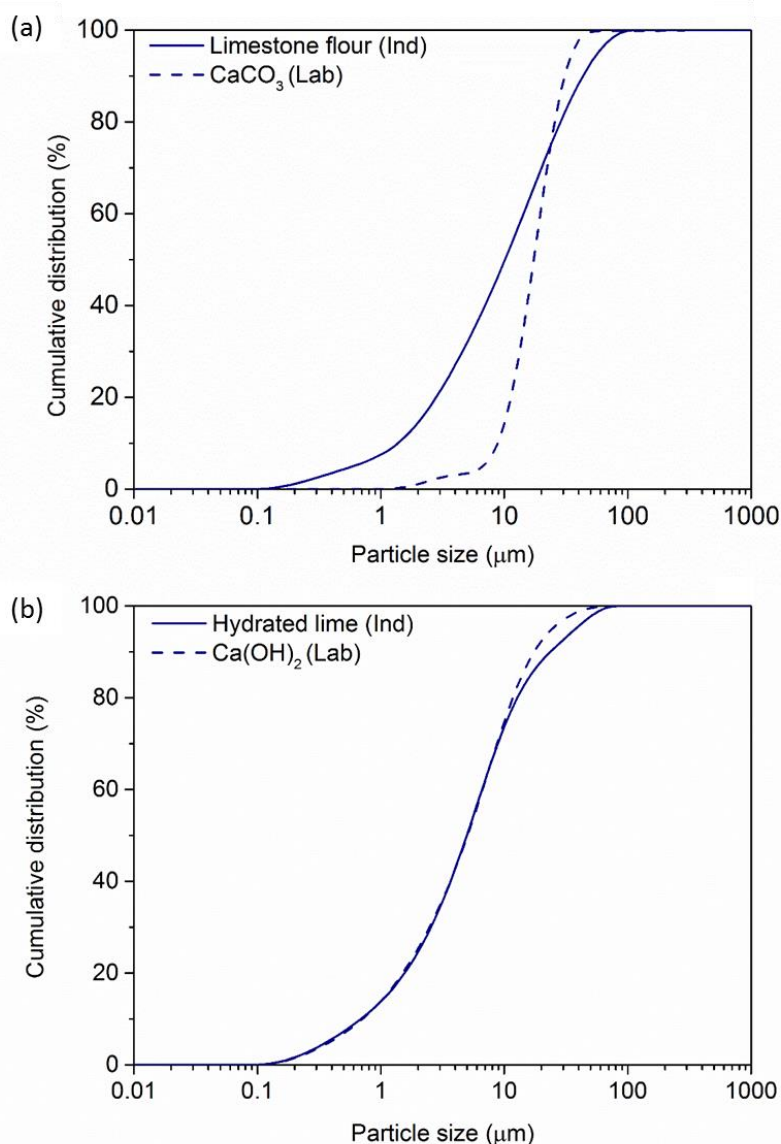 (a)
Limestone flour (Ind)
CaCO₃ (Lab)
Cumulative distribution (%)
100
80
60
40
20
0
0.01 0.1 1 10 100 1000
Particle size (μm)
(b)
Hydrated lime (Ind)
Ca(OH)₂ (Lab)
Cumulative distribution (%)
100
80
60
40
20
0
0.01 0.1 1 10 100 1000
Particle size (μm)